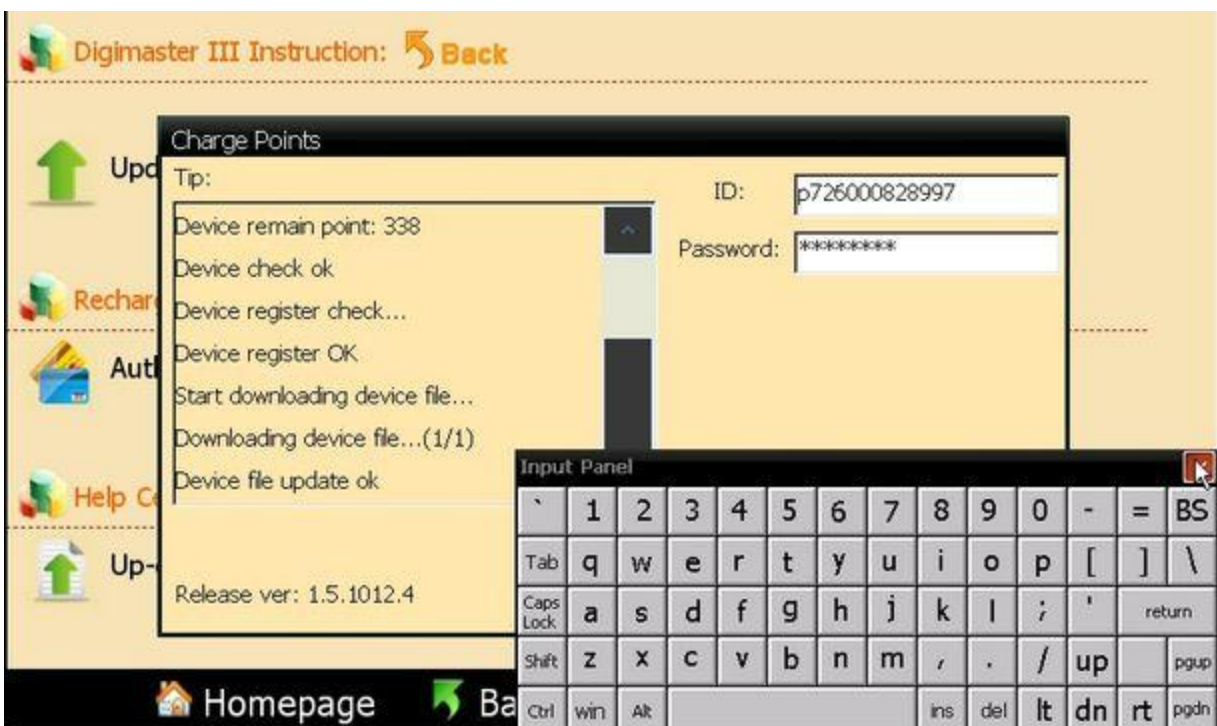 Digimaster III Instruction: Back
Charge Points
Upd
Tip:
ID: p726000828997
Device remain point: 338
Password: *********
Device check ok
Rechar
Device register check...
Device register OK
Aut
Start downloading device file...
Downloading device file...(1/1)
Input Panel
Device file update ok
Help C
` 1 2 3 4 5 6 7 8 9 0 - = BS
Up-
Tab q w e r t y u i o p [ ] \
Release ver: 1.5.1012.4
Caps Lock a s d f g h j k l ; ' return
Shift z x c v b n m , . / up pgup
Homepage Ba
Ctrl win Alt ins del lt dn rt pgdn